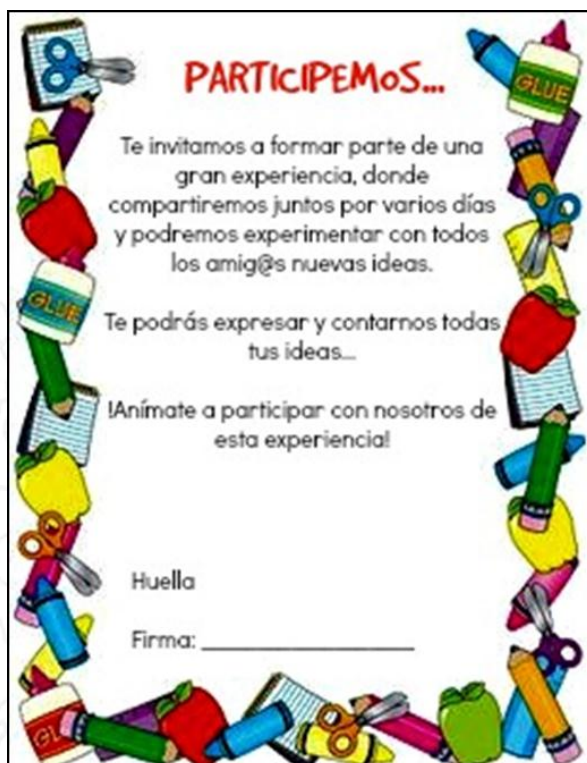 PARTICIPEMOS...
Te invitamos a formar parte de una
gran experiencia, donde
compartiremos juntos por varios días
y podremos experimentar con todos
los amig@s nuevas ideas.
Te podrás expresar y contarnos todas
tus ideas...
!Anímate a participar con nosotros de
esta experiencia!
Huella
Firma: ____________________
GLUE
GLUE
GL